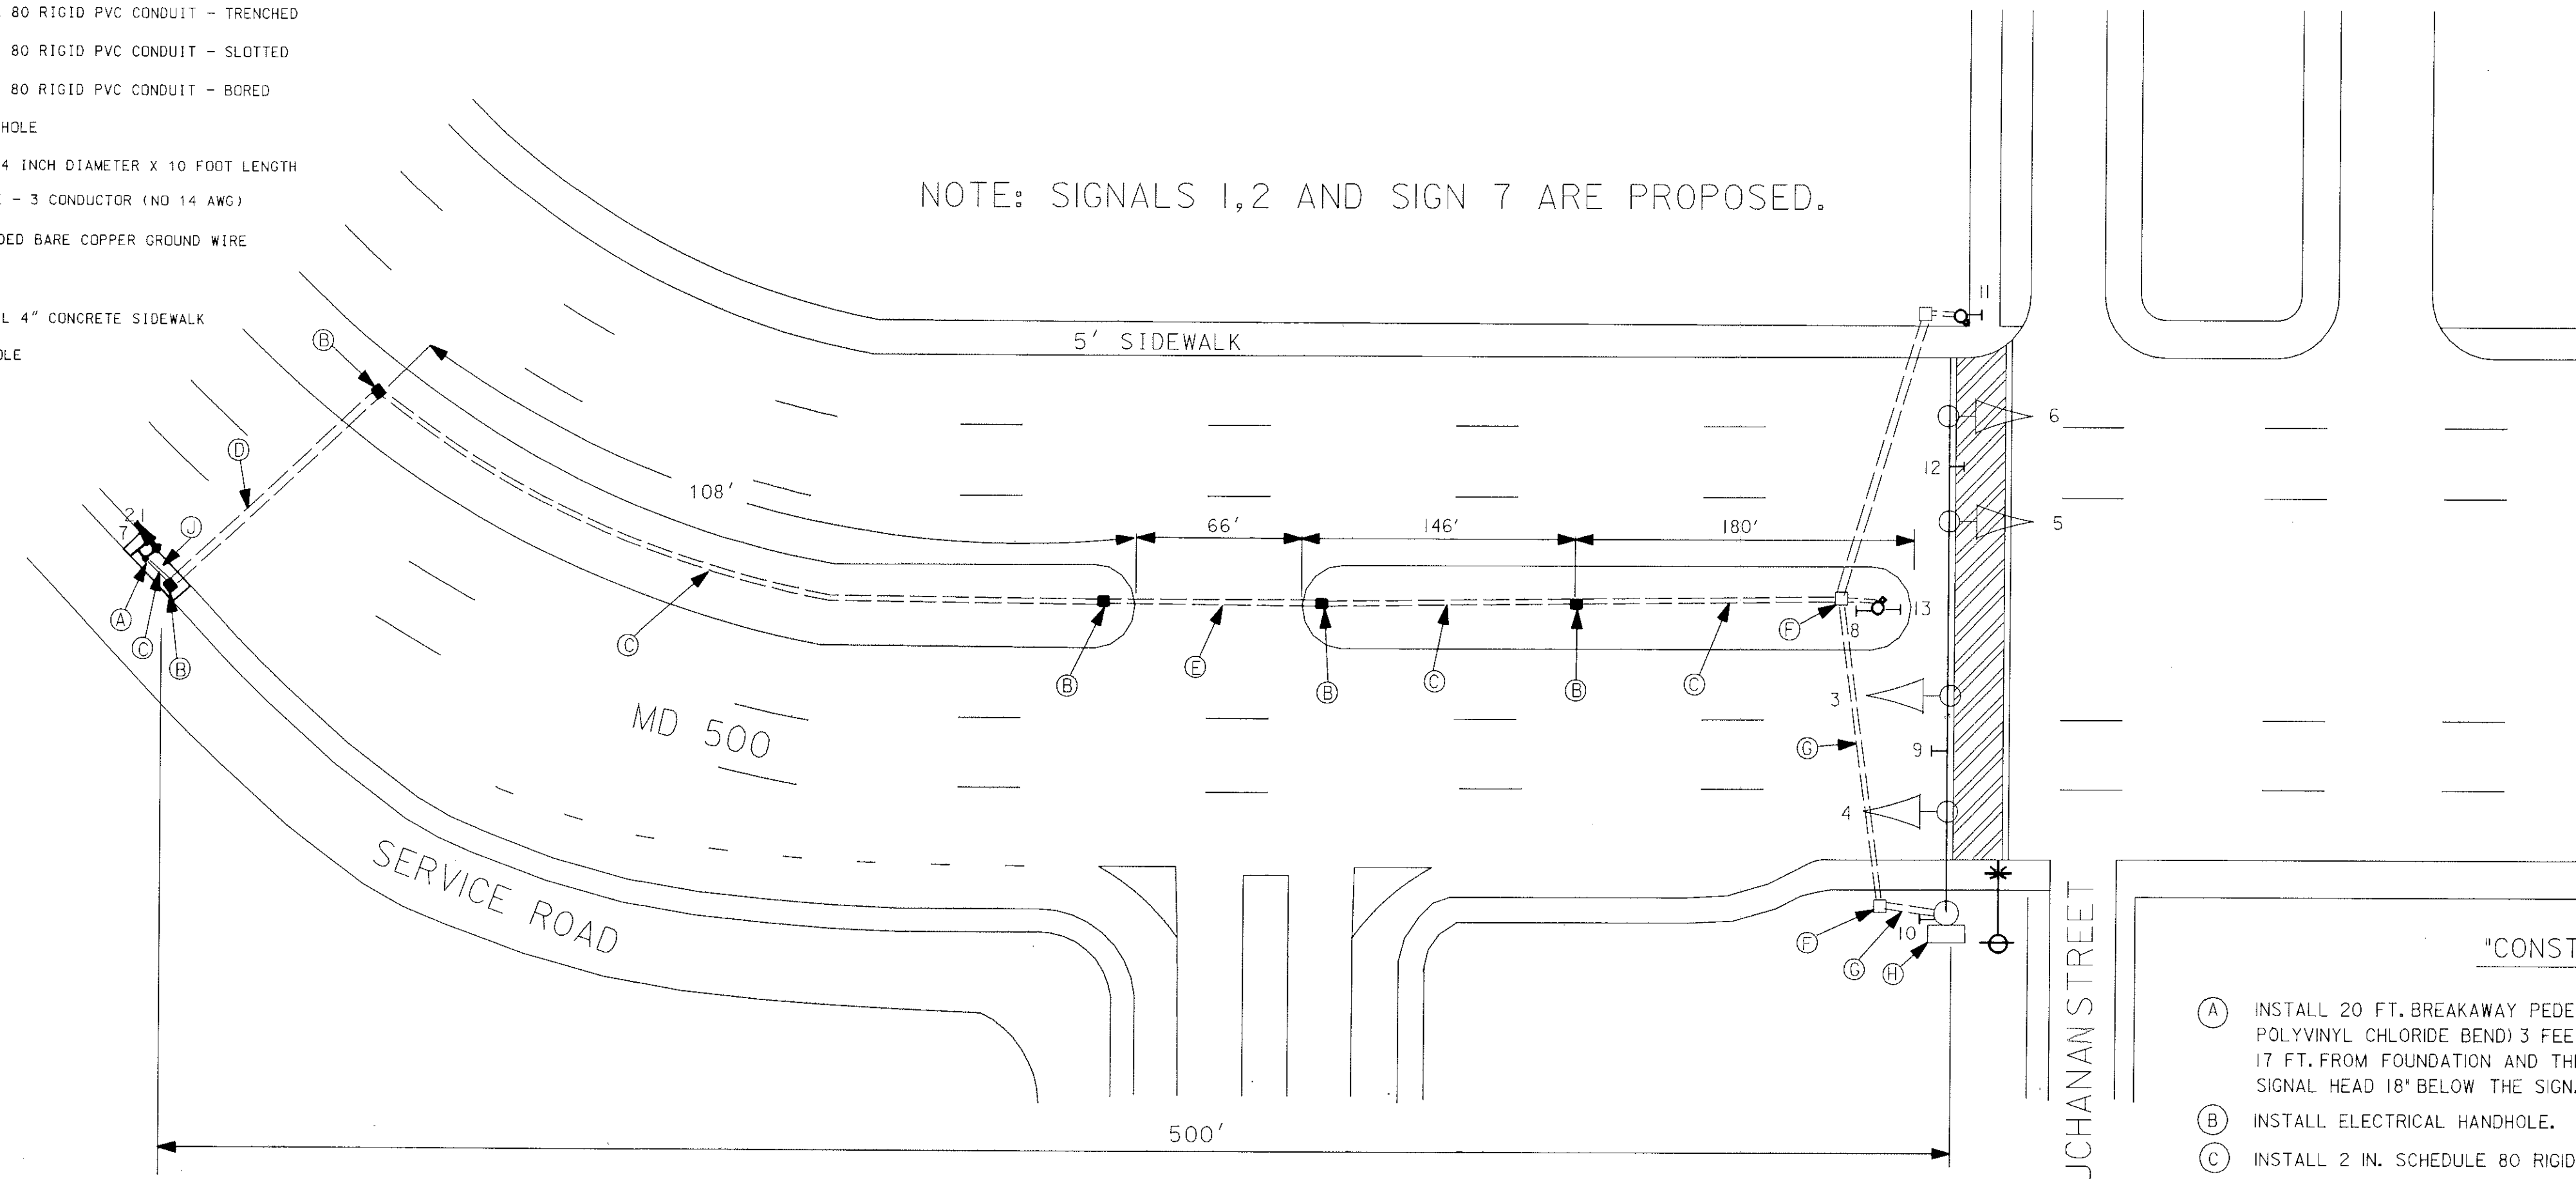 80 RIGID PVC CONDUIT - TRENCHED
80 RIGID PVC CONDUIT - SLOTTED
80 RIGID PVC CONDUIT - BORED
HOLE
4 INCH DIAMETER X 10 FOOT LENGTH
- 3 CONDUCTOR (NO 14 AWG)
DED BARE COPPER GROUND WIRE
L 4" CONCRETE SIDEWALK
OLE
NOTE: SIGNALS 1,2 AND SIGN 7 ARE PROPOSED.
11
5' SIDEWALK
B
6
D
12
108'
66'
146'
180'
5
21
7
J
A
C
B
C
B
E
B
C
B
C
F
8
13
3
G
9
4
MD 500
SERVICE ROAD
F
10
G
H
UCHANAN STREET
500'
"CONST
A INSTALL 20 FT. BREAKAWAY PEDE
POLYVINYL CHLORIDE BEND) 3 FEE
17 FT. FROM FOUNDATION AND TH
SIGNAL HEAD 18" BELOW THE SIGN
B INSTALL ELECTRICAL HANDHOLE.
C INSTALL 2 IN. SCHEDULE 80 RIGID